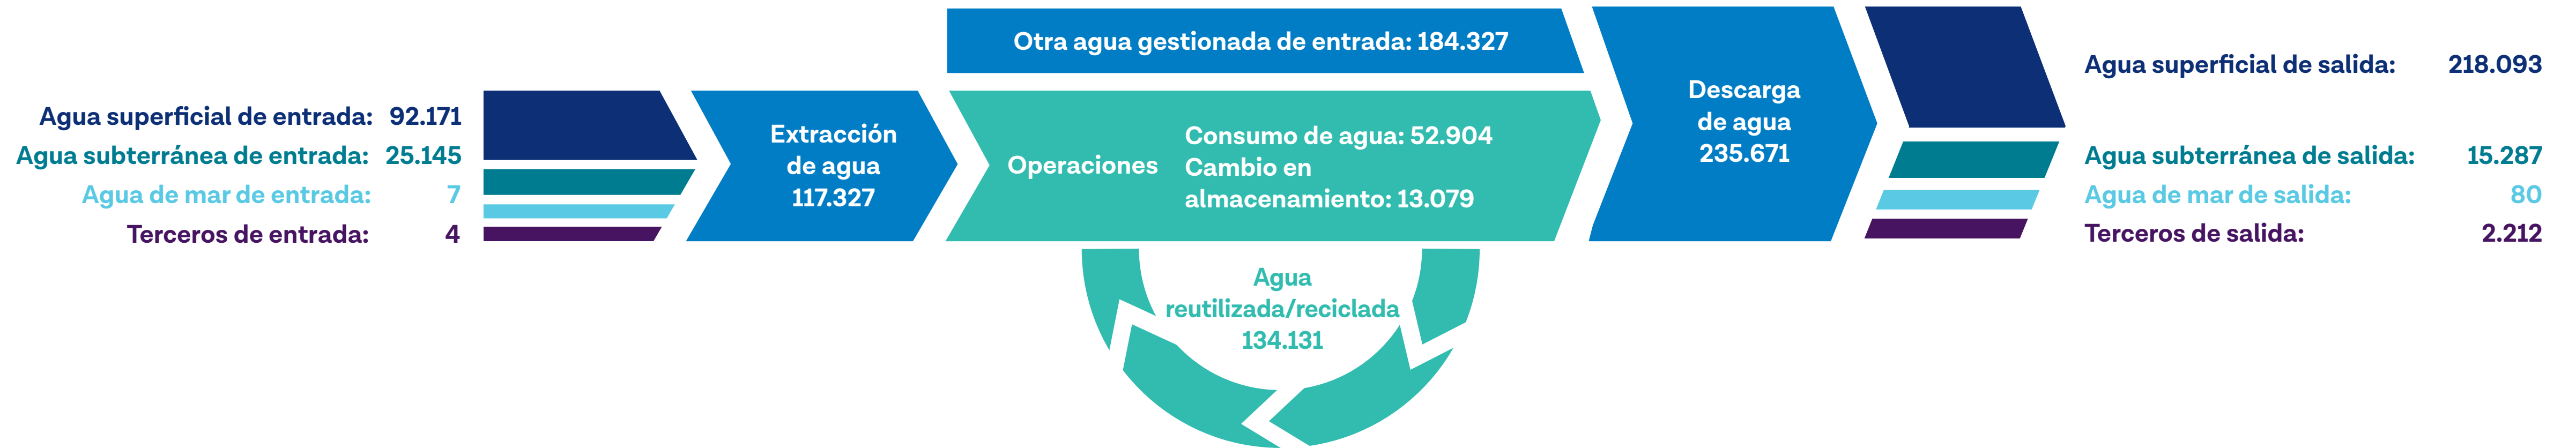 Agua superficial de entrada: 92.171
Agua subterránea de entrada: 25.145
Agua de mar de entrada: 7
Terceros de entrada: 4
Extracción
de agua
117.327
Otra agua gestionada de entrada: 184.327
Operaciones
Consumo de agua: 52.904
Cambio en
almacenamiento: 13.079
Agua
reutilizada/reciclada
134.131
Descarga
de agua
235.671
Agua superficial de salida: 218.093
Agua subterránea de salida: 15.287
Agua de mar de salida: 80
Terceros de salida: 2.212